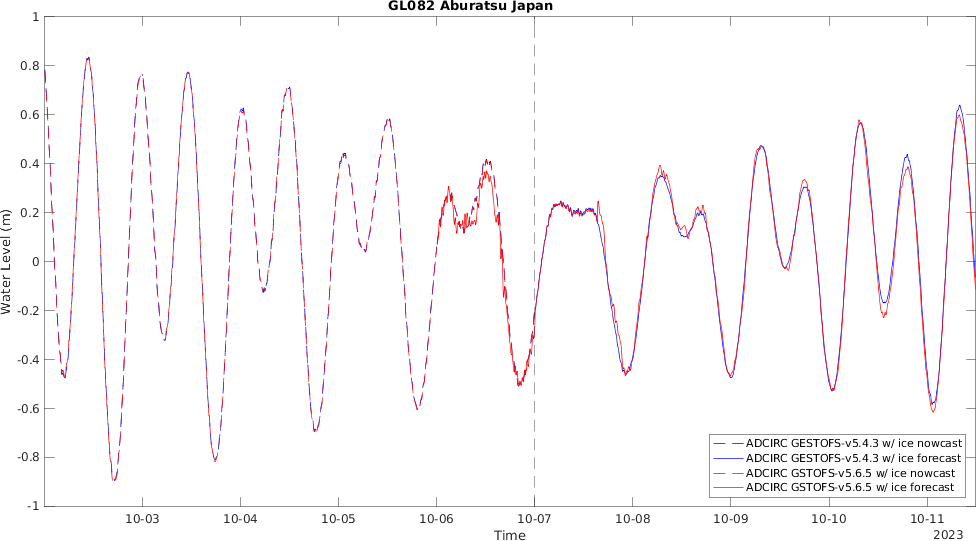 GL082 Aburatsu Japan
1
0.8
0.6
0.4
0.2
0
-0.2
-0.4
-0.6
-0.8
-1
Water Level (m)
10-03 10-04 10-05 10-06 10-07 10-08 10-09 10-10 10-11
Time
2023
ADCIRC GESTOFS-v5.4.3 w/ ice nowcast
ADCIRC GESTOFS-v5.4.3 w/ ice forecast
ADCIRC GSTOFS-v5.6.5 w/ ice nowcast
ADCIRC GSTOFS-v5.6.5 w/ ice forecast